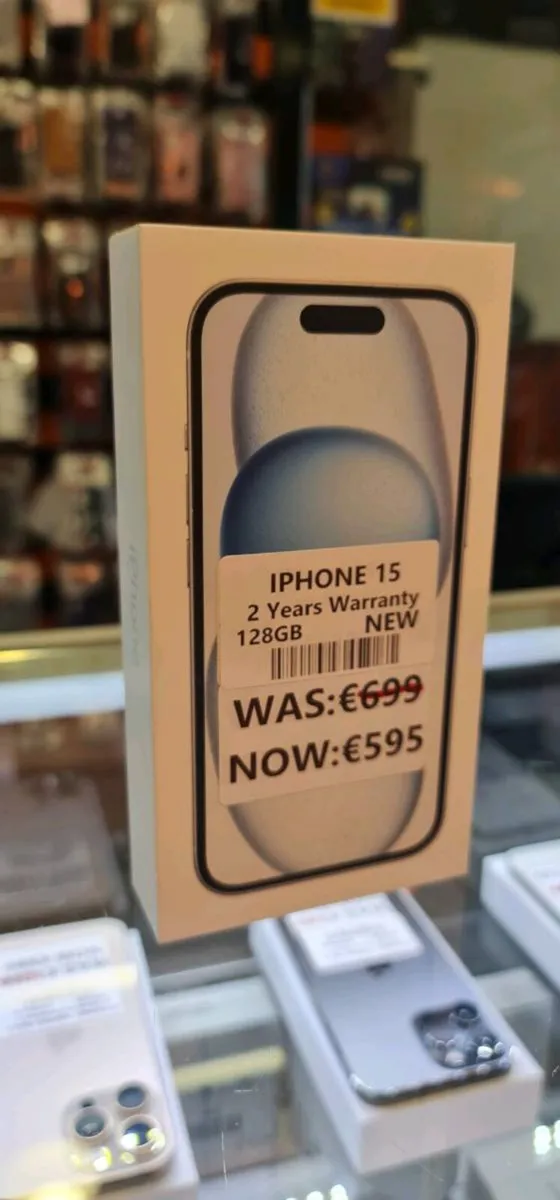 IPHONE 15
2 Years Warranty
128GB NEW
WAS:€699
NOW:€595